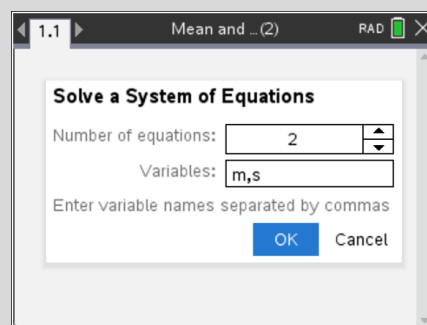 1.1 Mean and ...(2) RAD
Solve a System of Equations
Number of equations: 2
Variables: m,s
Enter variable names separated by commas
OK Cancel